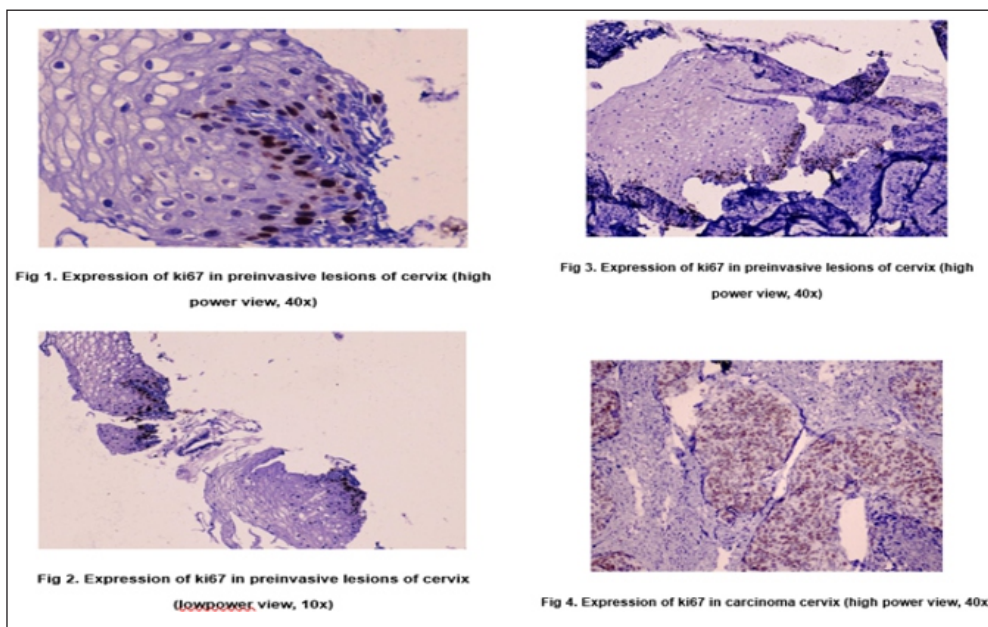 Fig 1. Expression of ki67 in preinvasive lesions of cervix (high
power view, 40x)
Fig 2. Expression of ki67 in preinvasive lesions of cervix
(lowpower view, 10x)
Fig 3. Expression of ki67 in preinvasive lesions of cervix (high
power view, 40x)
Fig 4. Expression of ki67 in carcinoma cervix (high power view, 40x